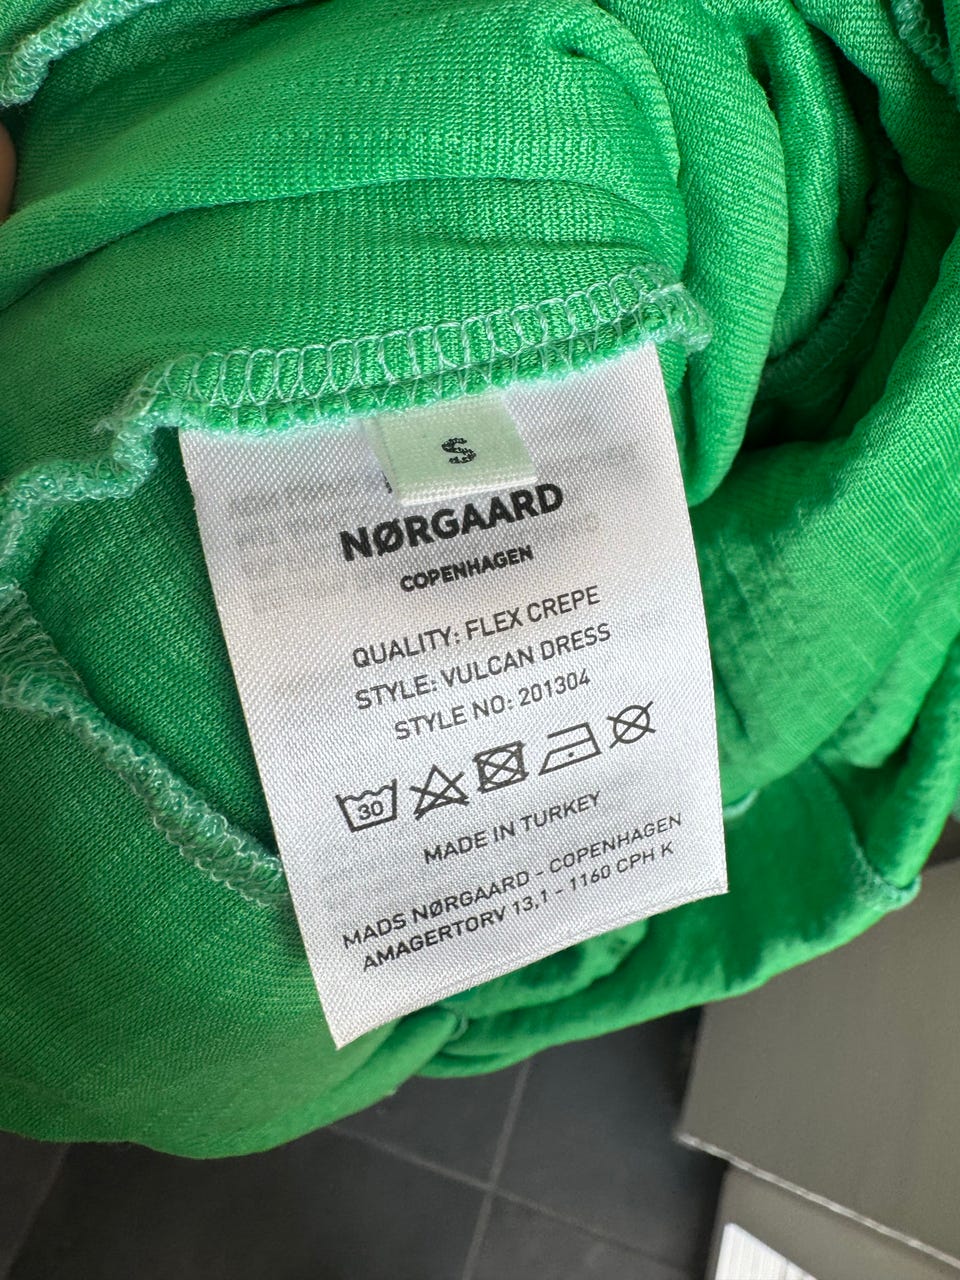 S
NØRGAARD
COPENHAGEN
QUALITY: FLEX CREPE
STYLE: VULCAN DRESS
STYLE NO: 201304
30
MADE IN TURKEY
MADS NØRGAARD - COPENHAGEN
AMAGERTORV 13,1 - 1160 CPH K